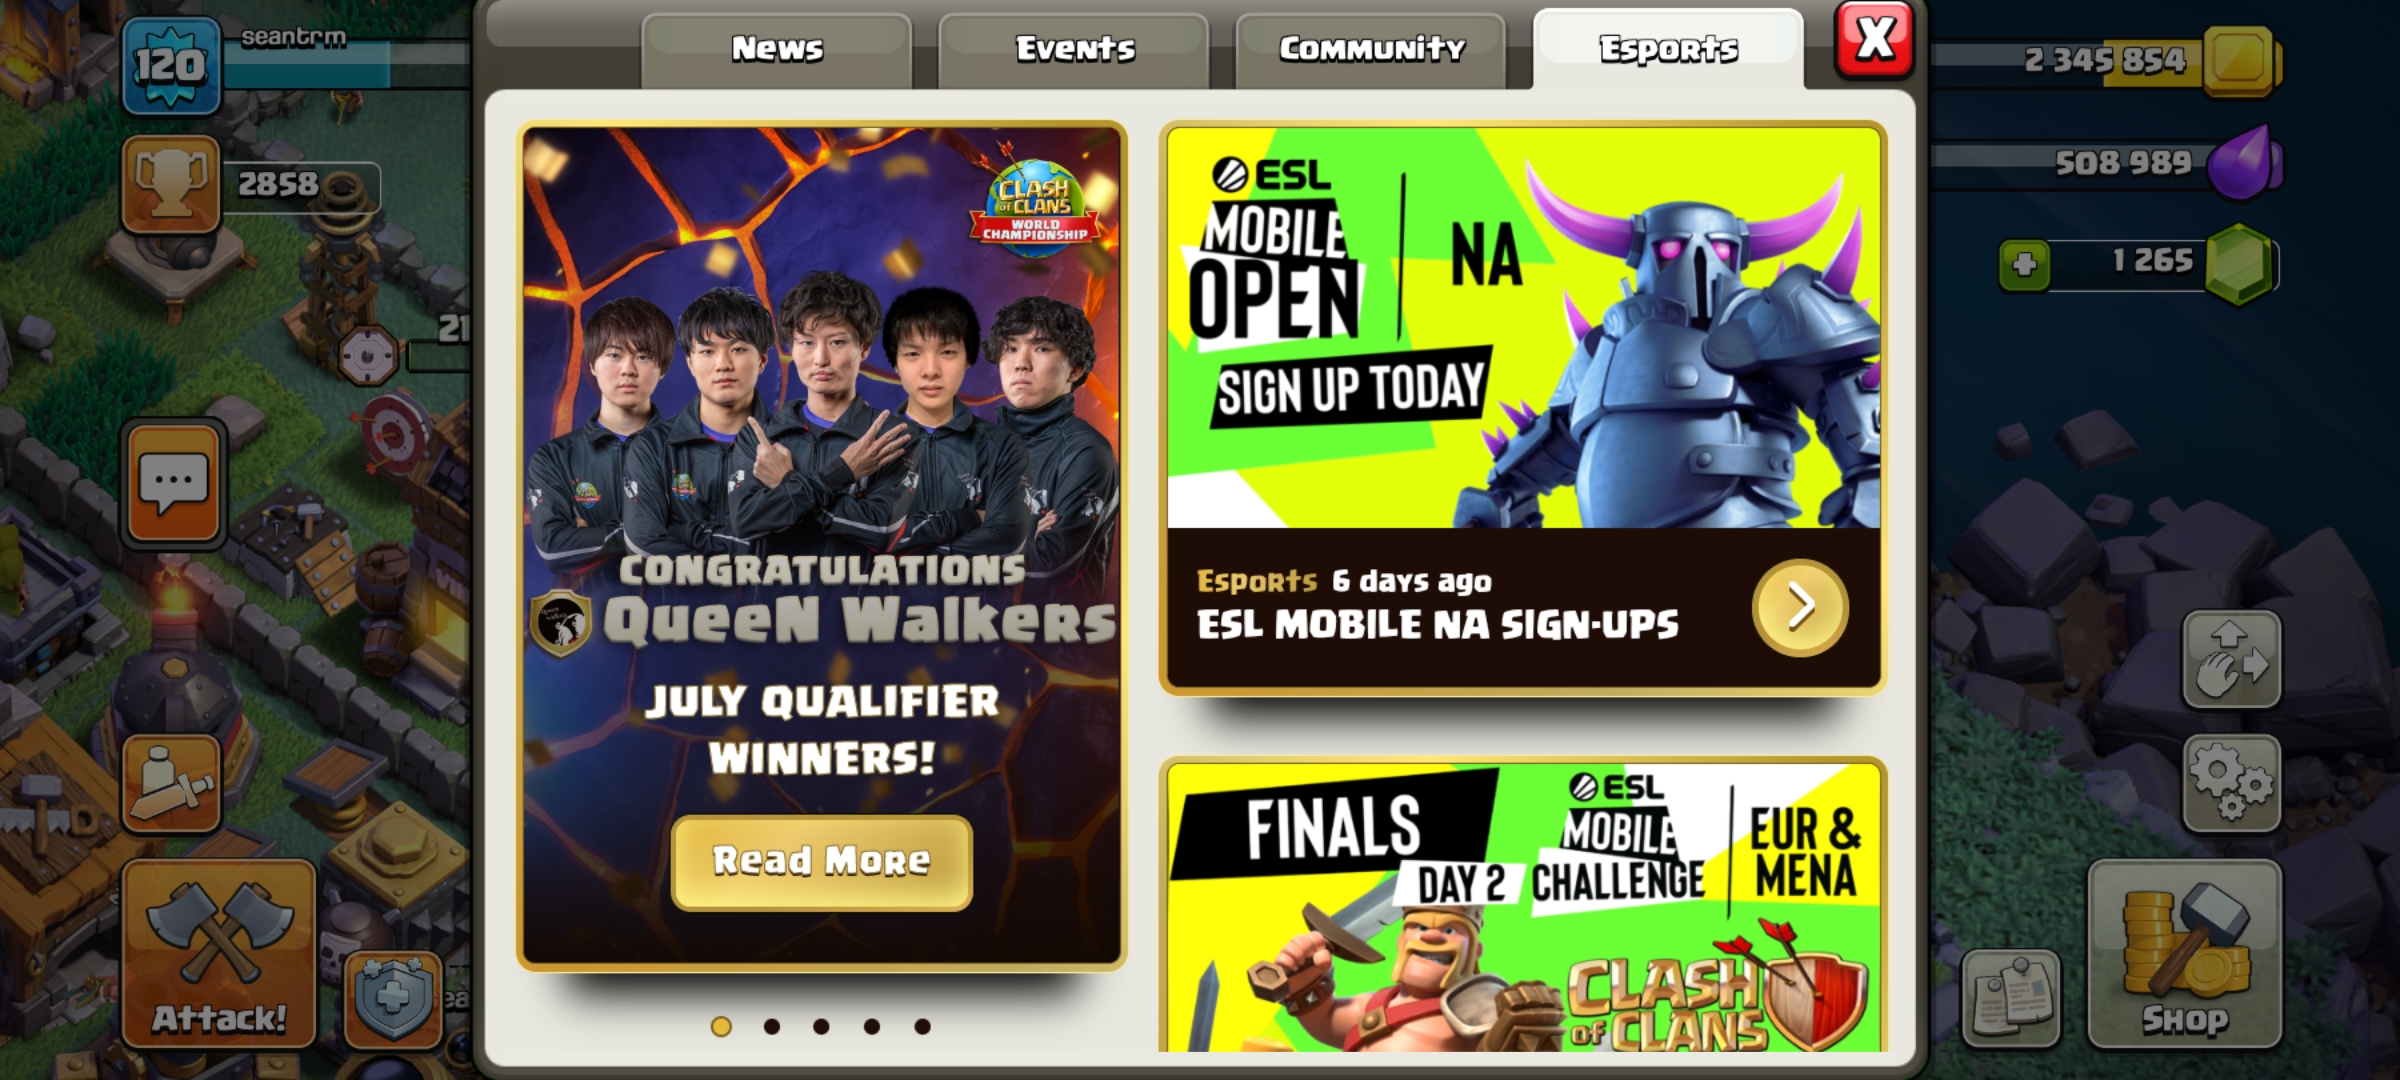 120
seantrm
2858
21
Attack!
News
Events
Community
Esports
X
CLASH
OF CLANS
WORLD
CHAMPIONSHIP
CONGRATULATIONS
QueeN Walkers
JULY QUALIFIER
WINNERS!
Read More
ESL
MOBILE
OPEN
NA
SIGN UP TODAY
Esports 6 days ago
ESL MOBILE NA SIGN-UPS
FINALS
DAY 2
ESL
MOBILE
CHALLENGE
EUR &
MENA
CLASH
OF CLANS
2 345 854
508 989
1 265
Shop